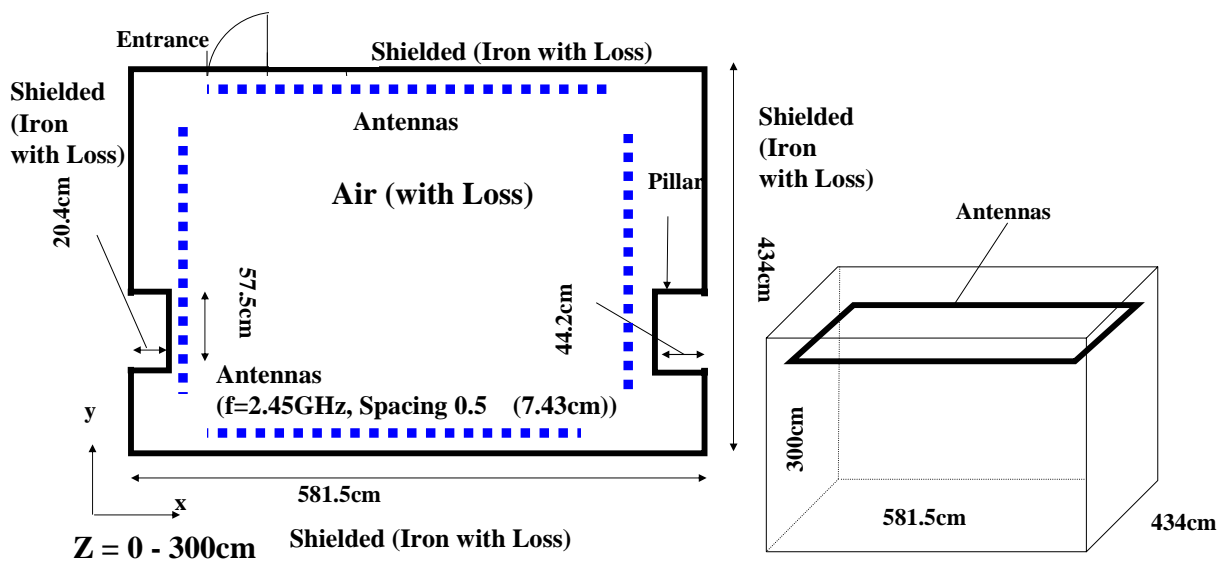 Entrance
Shielded (Iron with Loss)
Shielded
(Iron
with Loss)
Antennas
Shielded
(Iron
with Loss)
Air (with Loss)
Pillar
20.4cm
57.5cm
44.2cm
434cm
Antennas
(f=2.45GHz, Spacing 0.5 (7.43cm))
y
x
581.5cm
Z = 0 - 300cm
Shielded (Iron with Loss)
Antennas
300cm
581.5cm
434cm